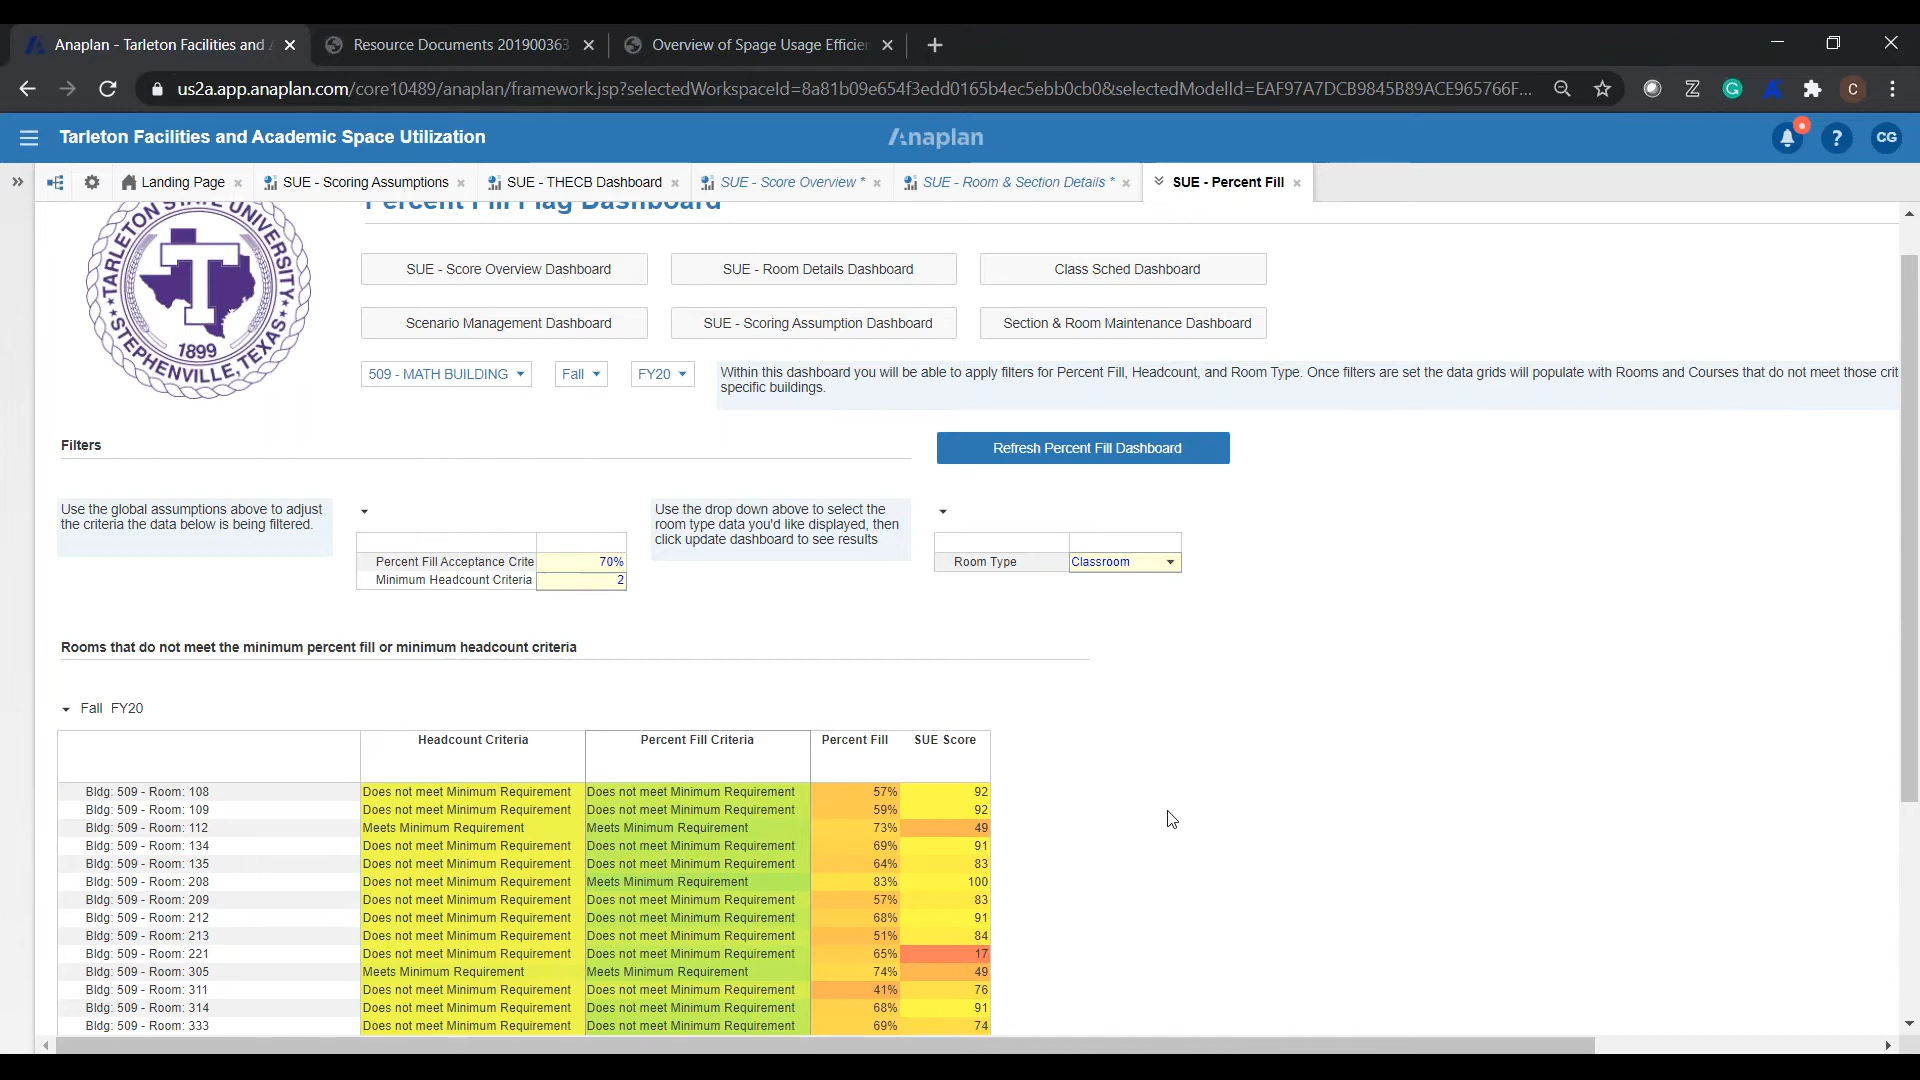 Anaplan - Tarleton Facilities and
Resource Documents 201900363
Overview of Spage Usage Efficien
us2a.app.anaplan.com/core10489/anaplan/framework.jsp?selectedWorkspaceId=8a81b09e654f3edd0165b4ec5ebb0cb0&selectedModelId=EAF97A7DCB9845B89ACE965766F...
C
Tarleton Facilities and Academic Space Utilization
Anaplan
?
CG
Landing Page
SUE - Scoring Assumptions
SUE - THECB Dashboard
SUE - Score Overview *
SUE - Room & Section Details *
SUE - Percent Fill
Percent Fill Flag Dashboard
TARLETON STATE UNIVERSITY
T
1899
STEPHENVILLE, TEXAS
SUE - Score Overview Dashboard
SUE - Room Details Dashboard
Class Sched Dashboard
Scenario Management Dashboard
SUE - Scoring Assumption Dashboard
Section & Room Maintenance Dashboard
509 - MATH BUILDING
Fall
FY20
Within this dashboard you will be able to apply filters for Percent Fill, Headcount, and Room Type. Once filters are set the data grids will populate with Rooms and Courses that do not meet those crit
specific buildings.
Filters
Refresh Percent Fill Dashboard
Use the global assumptions above to adjust
the criteria the data below is being filtered.
Percent Fill Acceptance Crite 70%
Minimum Headcount Criteria 2
Use the drop down above to select the
room type data you'd like displayed, then
click update dashboard to see results
Room Type Classroom
Rooms that do not meet the minimum percent fill or minimum headcount criteria
Fall FY20
Headcount Criteria Percent Fill Criteria Percent Fill SUE Score
Bldg: 509 - Room: 108 Does not meet Minimum Requirement Does not meet Minimum Requirement 57% 92
Bldg: 509 - Room: 109 Does not meet Minimum Requirement Does not meet Minimum Requirement 59% 92
Bldg: 509 - Room: 112 Meets Minimum Requirement Meets Minimum Requirement 73% 49
Bldg: 509 - Room: 134 Does not meet Minimum Requirement Does not meet Minimum Requirement 69% 91
Bldg: 509 - Room: 135 Does not meet Minimum Requirement Does not meet Minimum Requirement 64% 83
Bldg: 509 - Room: 208 Does not meet Minimum Requirement Meets Minimum Requirement 83% 100
Bldg: 509 - Room: 209 Does not meet Minimum Requirement Does not meet Minimum Requirement 57% 83
Bldg: 509 - Room: 212 Does not meet Minimum Requirement Does not meet Minimum Requirement 68% 91
Bldg: 509 - Room: 213 Does not meet Minimum Requirement Does not meet Minimum Requirement 51% 84
Bldg: 509 - Room: 221 Does not meet Minimum Requirement Does not meet Minimum Requirement 65% 17
Bldg: 509 - Room: 305 Meets Minimum Requirement Meets Minimum Requirement 74% 49
Bldg: 509 - Room: 311 Does not meet Minimum Requirement Does not meet Minimum Requirement 41% 76
Bldg: 509 - Room: 314 Does not meet Minimum Requirement Does not meet Minimum Requirement 68% 91
Bldg: 509 - Room: 333 Does not meet Minimum Requirement Does not meet Minimum Requirement 69% 74